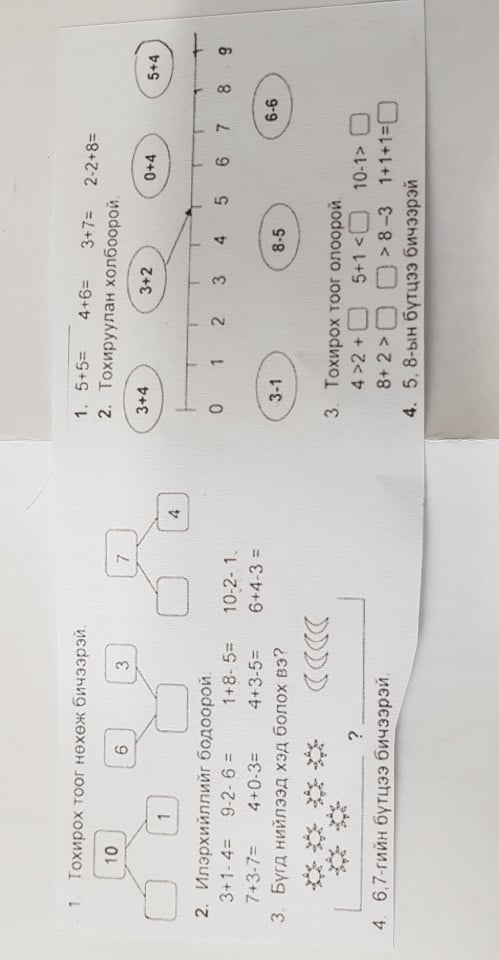 1 Тохирох тоог нөхөж бичээрэй.
10 6 3 7
1 4
2. Илэрхийллийг бодоорой.
3+1- 4= 9-2- 6 = 1+8- 5= 10-2- 1.
7+3-7= 4+0-3= 4+3-5= 6+4-3 =
3. Бүгд нийлээд хэд болох вэ?
?
4. 6,7-гийн бүтцээ бичээрэй.
1. 5+5= 4+6= 3+7= 2-2+8=
2. Тохируулан холбоорой.
3+4 3+2 0+4 5+4
0 1 2 3 4 5 6 7 8 9
3-1 8-5 6-6
3. Тохирох тоог олоорой.
4 >2 + 5+1 < 10-1>
8+ 2 > > 8 –3 1+1+1=
4. 5, 8-ын бүтцээ бичээрэй